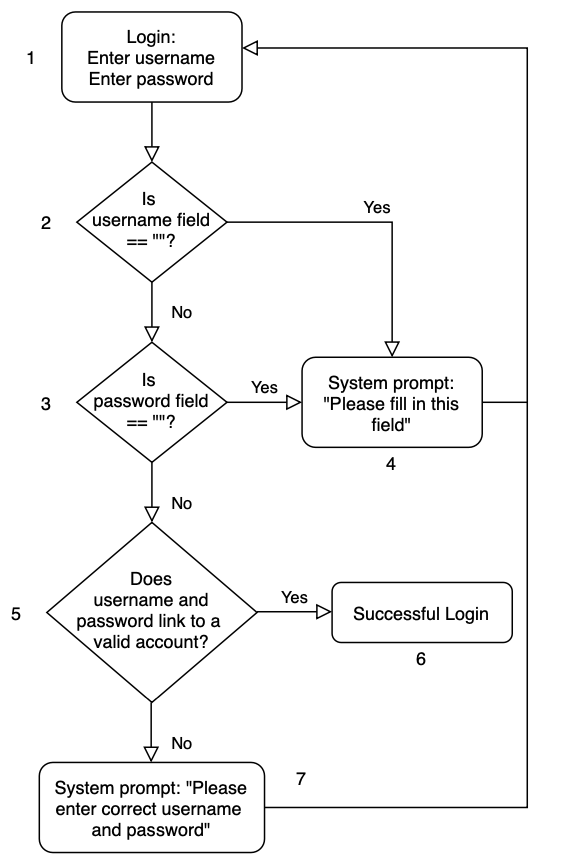 1
Login:
Enter username
Enter password
2
Is
username field
== ""?
Yes
No
3
Is
password field
== ""?
Yes
System prompt:
"Please fill in this
field"
4
No
5
Does
username and
password link to a
valid account?
Yes
Successful Login
6
No
System prompt: "Please
enter correct username
and password"
7